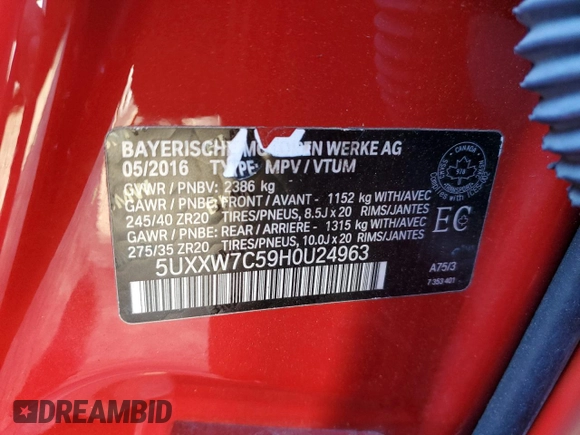 BAYERISCHE MOTOREN WERKE AG
05/2016 TYPE: MPV / VTUM
GVWR / PNBV: 2386 kg
GAWR / PNBE: FRONT / AVANT - 1152 kg WITH/AVEC
245/40 ZR20 TIRES/PNEUS, 8.5J x 20 RIMS/JANTES
GAWR / PNBE: REAR / ARRIERE - 1315 kg WITH/AVEC
275/35 ZR20 TIRES/PNEUS, 10.0J x 20 RIMS/JANTES
5UXXW7C59H0U24963
CANADA
EC
A75/3
7 353 401
DREAMBID